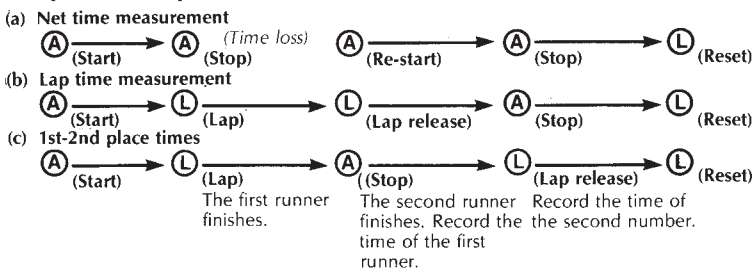 (a) Net time measurement
A A (Time loss) A A L
(Start) (Stop) (Re-start) (Stop) (Reset)
(b) Lap time measurement
A L L A L
(Start) (Lap) (Lap release) (Stop) (Reset)
(c) 1st-2nd place times
A L A L L
(Start) (Lap) ((Stop) (Lap release) (Reset)
The first runner The second runner Record the time of
finishes. finishes. Record the the second number.
time of the first
runner.